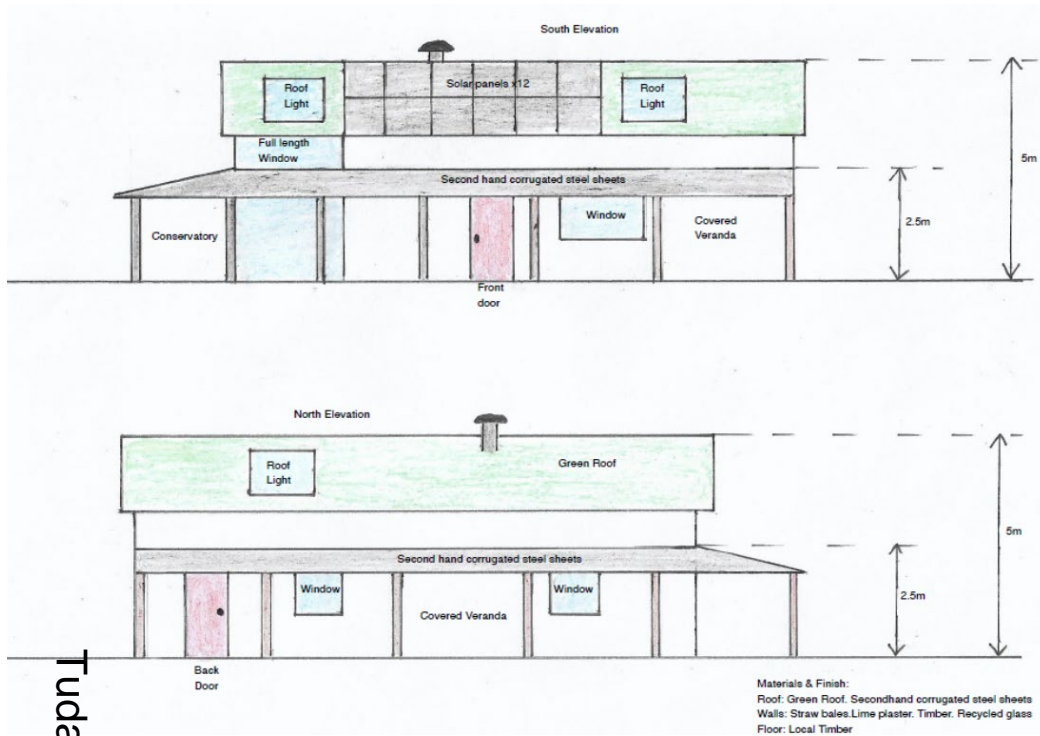 South Elevation
Roof
Light
Solar panels x12
Roof
Light
Full length
Window
5m
Second hand corrugated steel sheets
Window
Covered
Veranda
2.5m
Conservatory
Front
door
North Elevation
Roof
Light
Green Roof
5m
Second hand corrugated steel sheets
Window
Window
2.5m
Covered Veranda
Back
Door
Tuda
Materials & Finish:
Roof: Green Roof. Secondhand corrugated steel sheets
Walls: Straw bales.Lime plaster. Timber. Recycled glass
Floor: Local Timber